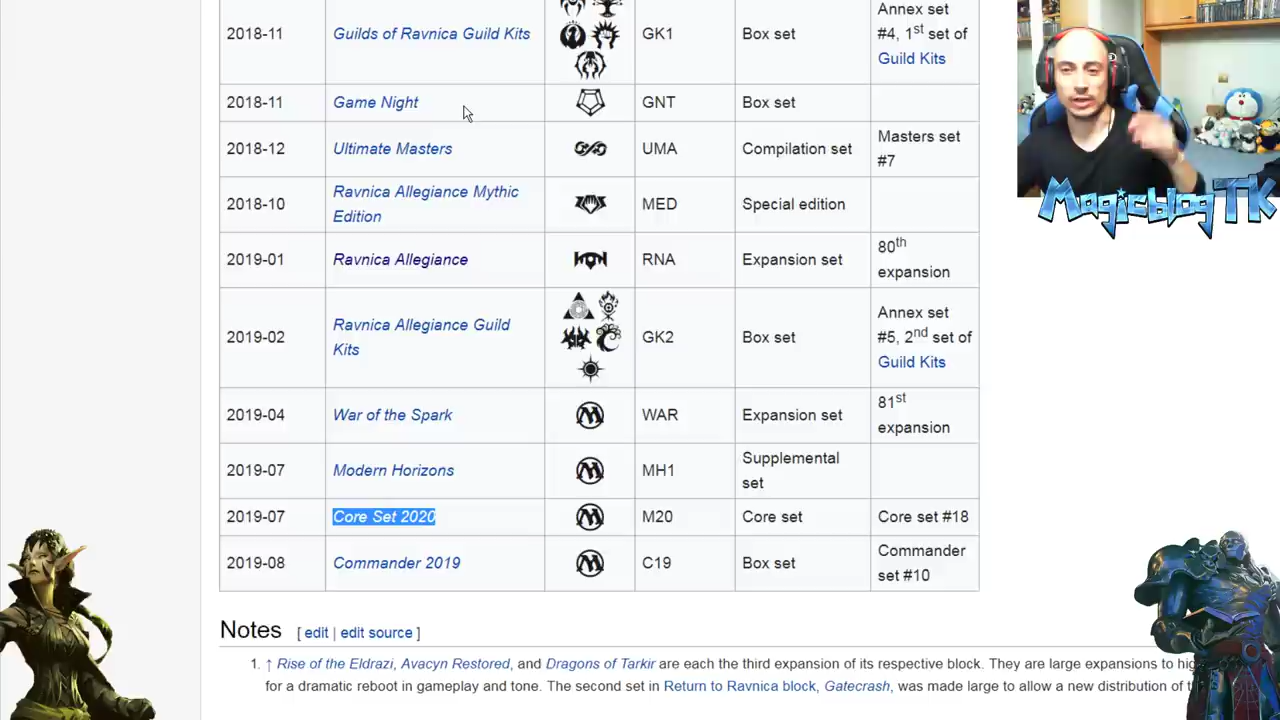 2018-11 Guilds of Ravnica Guild Kits GK1 Box set Annex set
#4, 1st set of
Guild Kits
2018-11 Game Night GNT Box set
2018-12 Ultimate Masters UMA Compilation set Masters set
#7
2018-10 Ravnica Allegiance Mythic
Edition MED Special edition
2019-01 Ravnica Allegiance RNA Expansion set 80th
expansion
2019-02 Ravnica Allegiance Guild
Kits GK2 Box set Annex set
#5, 2nd set of
Guild Kits
2019-04 War of the Spark WAR Expansion set 81st
expansion
2019-07 Modern Horizons MH1 Supplemental
set
2019-07 Core Set 2020 M20 Core set Core set #18
2019-08 Commander 2019 C19 Box set Commander
set #10
MagicblogTK
Notes [ edit | edit source ]
1. ↑ Rise of the Eldrazi, Avacyn Restored, and Dragons of Tarkir are each the third expansion of its respective block. They are large expansions to
for a dramatic reboot in gameplay and tone. The second set in Return to Ravnica block, Gatecrash, was made large to allow a new distribution of